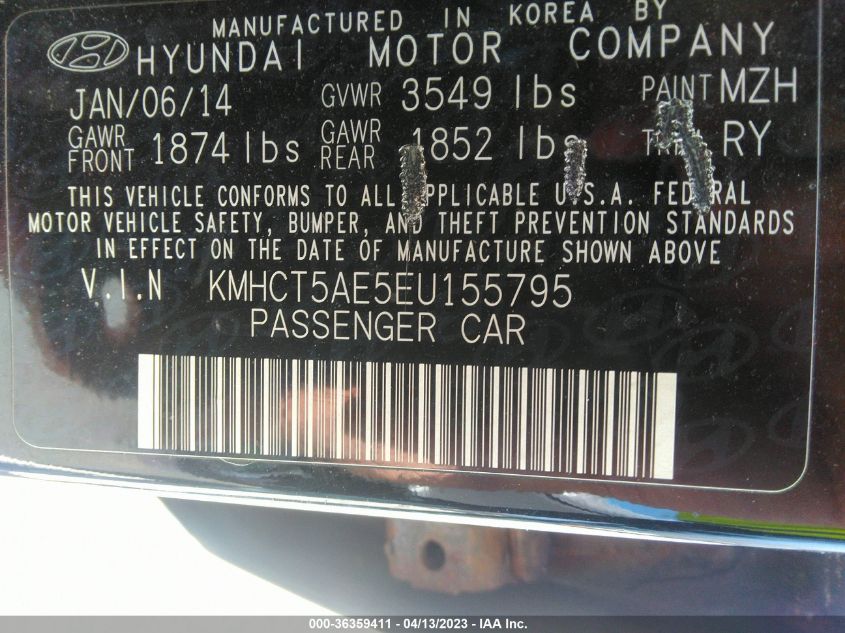 MANUFACTURED IN KOREA BY
HYUNDAI MOTOR COMPANY
JAN/06/14 GVWR 3549 lbs PAINT MZH
GAWR FRONT 1874 lbs GAWR REAR 1852 lbs RY
THIS VEHICLE CONFORMS TO ALL APPLICABLE U.S.A. FEDERAL
MOTOR VEHICLE SAFETY, BUMPER, AND THEFT PREVENTION STANDARDS
IN EFFECT ON THE DATE OF MANUFACTURE SHOWN ABOVE
V.I.N KMHCT5AE5EU155795
PASSENGER CAR
000-36359411 - 04/13/2023 - IAA Inc.